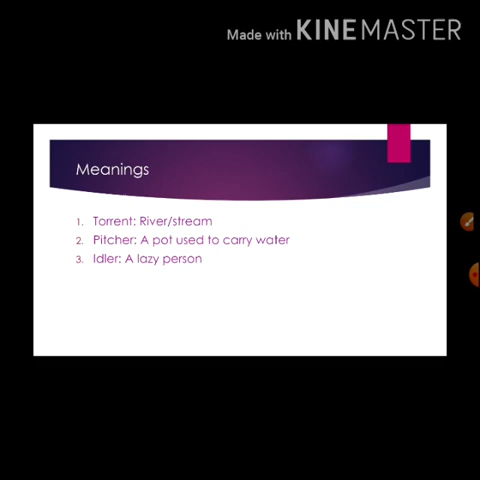 Made with KINEMASTER
Meanings
1. Torrent: River/stream
2. Pitcher: A pot used to carry water
3. Idler: A lazy person